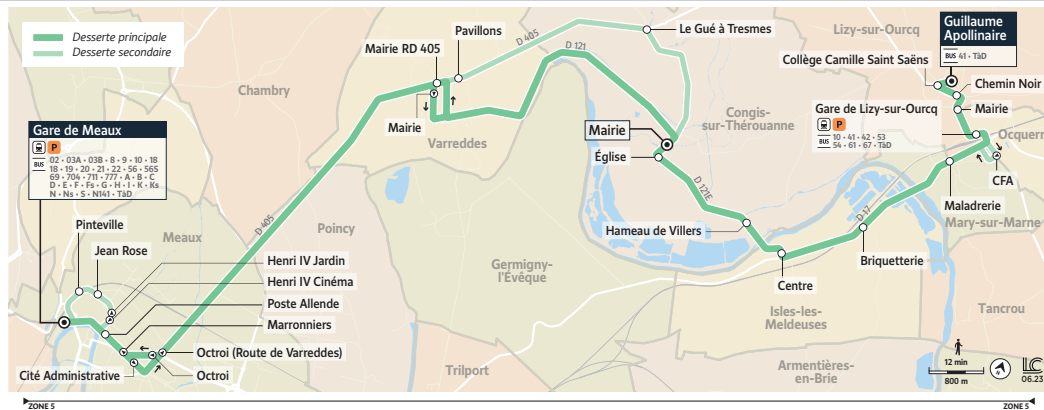 Desserte principale
Desserte secondaire
D 405
Pavillons
Mairie RD 405
Le Gué à Tresmes
D 121
Lizy-sur-Ourcq
Guillaume
Apollinaire
BUS 41 • TàD
Collège Camille Saint Saëns
Chemin Noir
Mairie
Gare de Lizy-sur-Ourcq
P
BUS 10 • 41 • 42 • 53
54 • 61 • 67 • TàD
Ocquerre
Chambry
Mairie
Varreddes
Congis-
sur-Thérouanne
Mairie
Église
Gare de Meaux
P
BUS 02 • 03A • 03B • 8 • 9 • 10 • 18
18 • 19 • 20 • 21 • 22 • 56 • 56S
69 • 704 • 711 • 777 • A • B • C
D • E • F • Fs • G • H • I • K • Ks
N • Ns • S • N141 • TàD
CFA
Maladrerie
Mary-sur-Marne
D 121E
D 17
Pinteville
Jean Rose
Meaux
D 405
Poincy
Hameau de Villers
Briquetterie
Centre
Germigny-
l'Évêque
Henri IV Jardin
Henri IV Cinéma
Poste Allende
Marronniers
Octroi (Route de Varreddes)
Octroi
Cité Administrative
Isles-les-
Meldeuses
Tancrou
Trilport
Armentières-
en-Brie
12 min
800 m
06.23
ZONE 5
ZONE 5